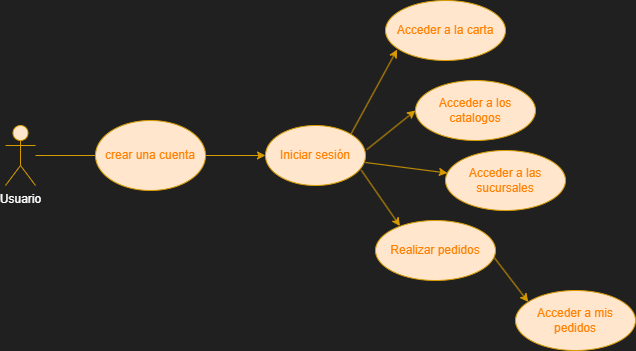 Acceder a la carta
Acceder a los
catalogos
crear una cuenta
Iniciar sesión
Acceder a las
sucursales
Usuario
Realizar pedidos
Acceder a mis
pedidos